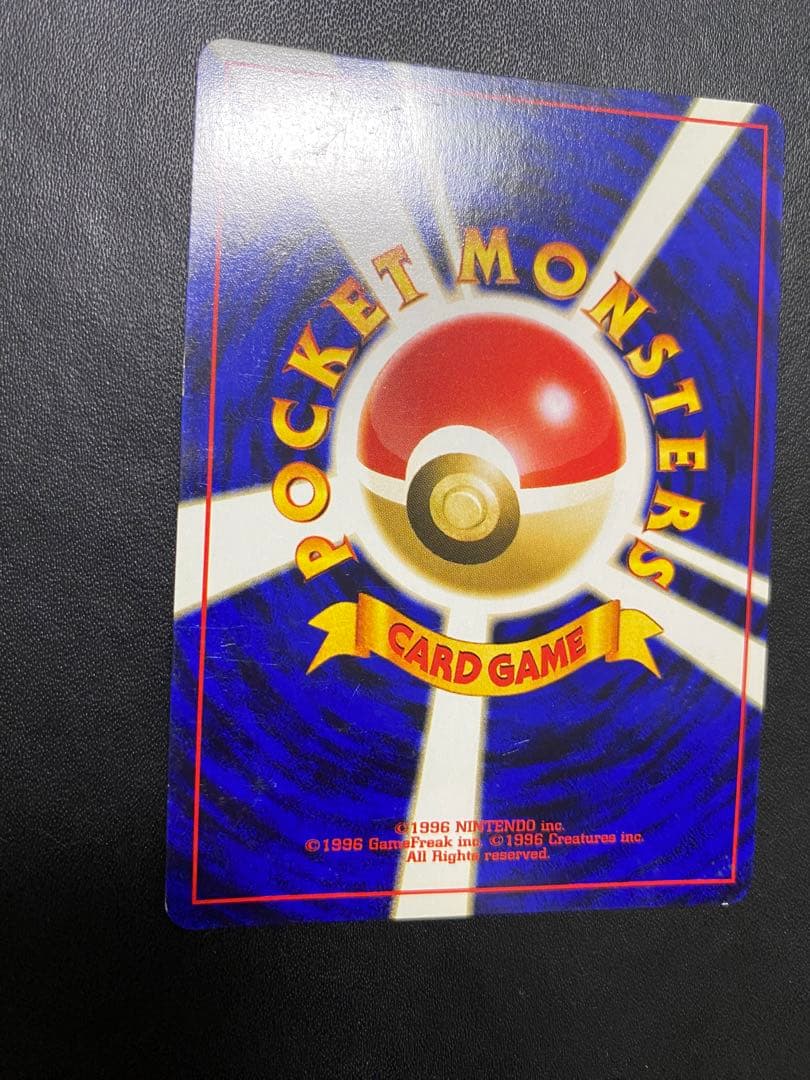 POCKET MONSTERS
CARD GAME
©1996 NINTENDO inc.
©1996 GameFreak inc. ©1996 Creatures inc.
All Rights reserved.